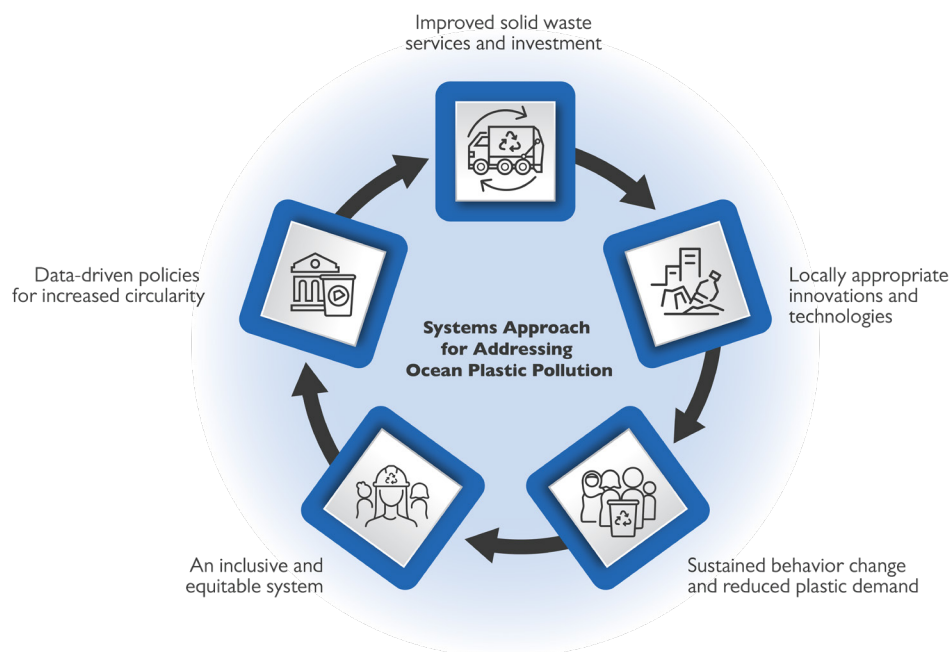 Improved solid waste
services and investment
Locally appropriate
innovations and
technologies
Sustained behavior change
and reduced plastic demand
An inclusive and
equitable system
Data-driven policies
for increased circularity
Systems Approach
for Addressing
Ocean Plastic Pollution